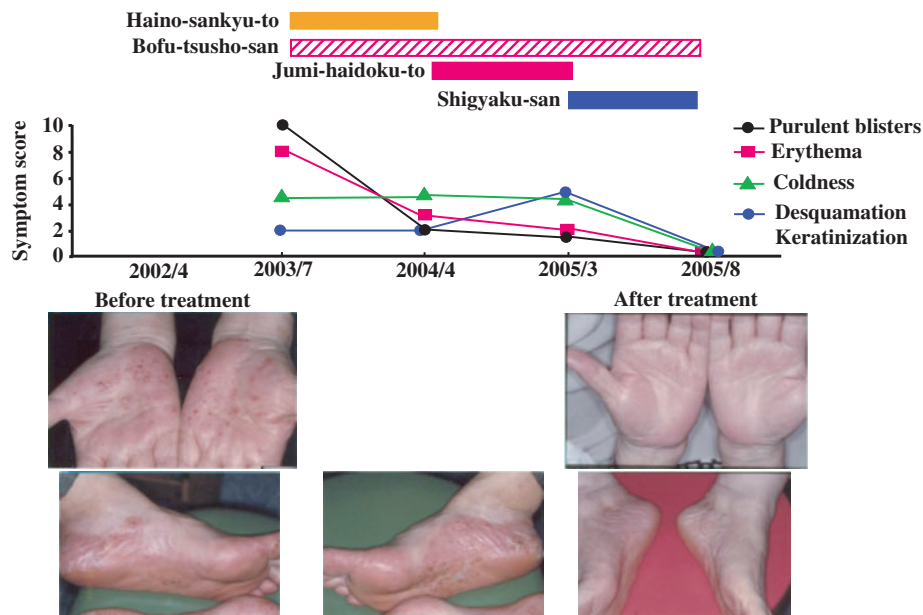 Haino-sankyu-to
Bofu-tsusho-san
Jumi-haidoku-to
Shigyaku-san
Symptom score
10
8
6
4
2
0
2002/4
2003/7
2004/4
2005/3
2005/8
Purulent blisters
Erythema
Coldness
Desquamation
Keratinization
Before treatment
After treatment